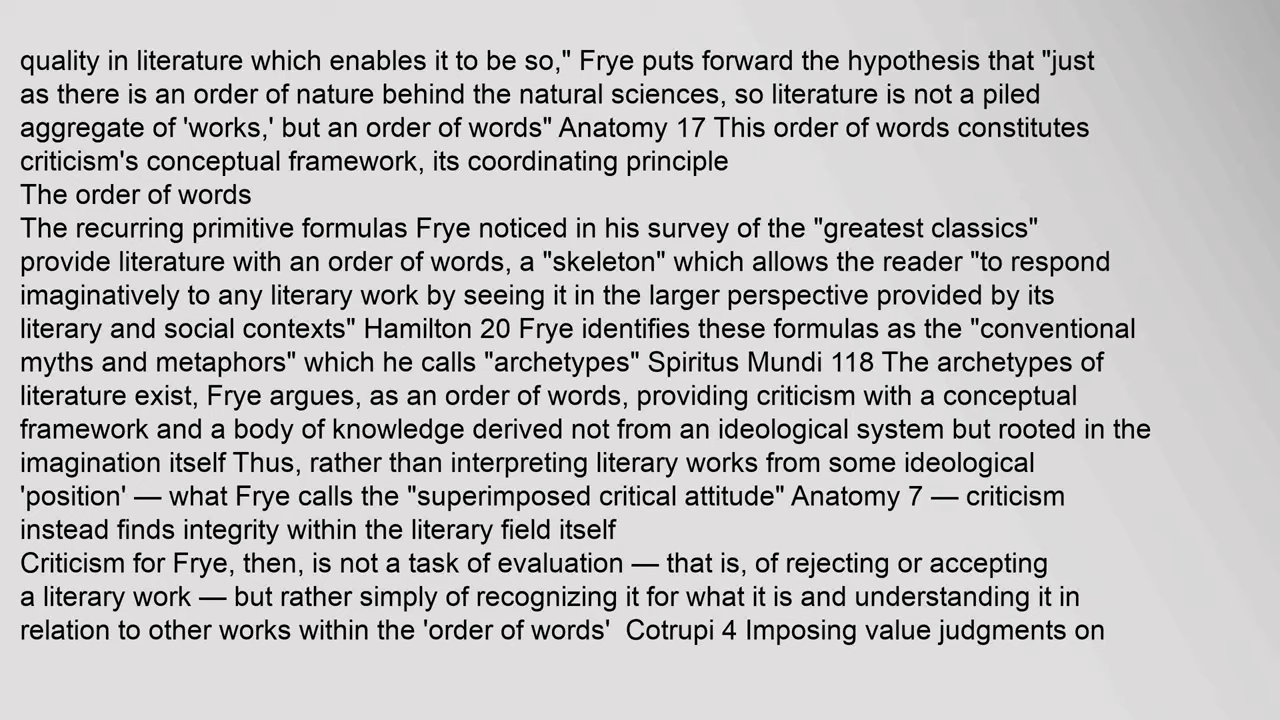 quality in literature which enables it to be so," Frye puts forward the hypothesis that "just
as there is an order of nature behind the natural sciences, so literature is not a piled
aggregate of 'works,' but an order of words" Anatomy 17 This order of words constitutes
criticism's conceptual framework, its coordinating principle
The order of words
The recurring primitive formulas Frye noticed in his survey of the "greatest classics"
provide literature with an order of words, a "skeleton" which allows the reader "to respond
imaginatively to any literary work by seeing it in the larger perspective provided by its
literary and social contexts" Hamilton 20 Frye identifies these formulas as the "conventional
myths and metaphors" which he calls "archetypes" Spiritus Mundi 118 The archetypes of
literature exist, Frye argues, as an order of words, providing criticism with a conceptual
framework and a body of knowledge derived not from an ideological system but rooted in the
imagination itself Thus, rather than interpreting literary works from some ideological
'position' — what Frye calls the "superimposed critical attitude" Anatomy 7 — criticism
instead finds integrity within the literary field itself
Criticism for Frye, then, is not a task of evaluation — that is, of rejecting or accepting
a literary work — but rather simply of recognizing it for what it is and understanding it in
relation to other works within the 'order of words'  Cotrupi 4 Imposing value judgments on